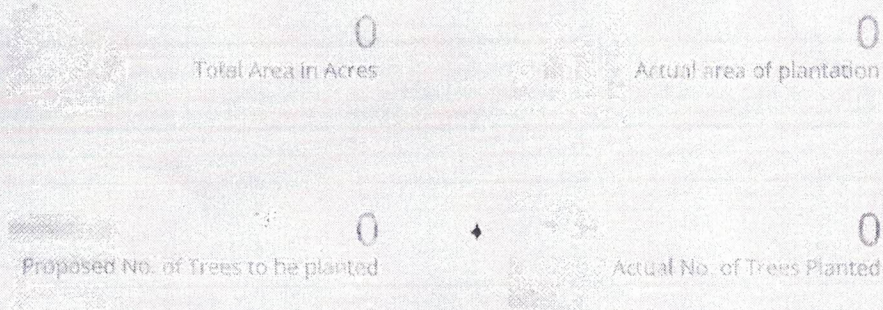 0
Total Area in Acres
0
Actual area of plantation
0
Proposed No. of Trees to be planted
0
Actual No. of Trees Planted